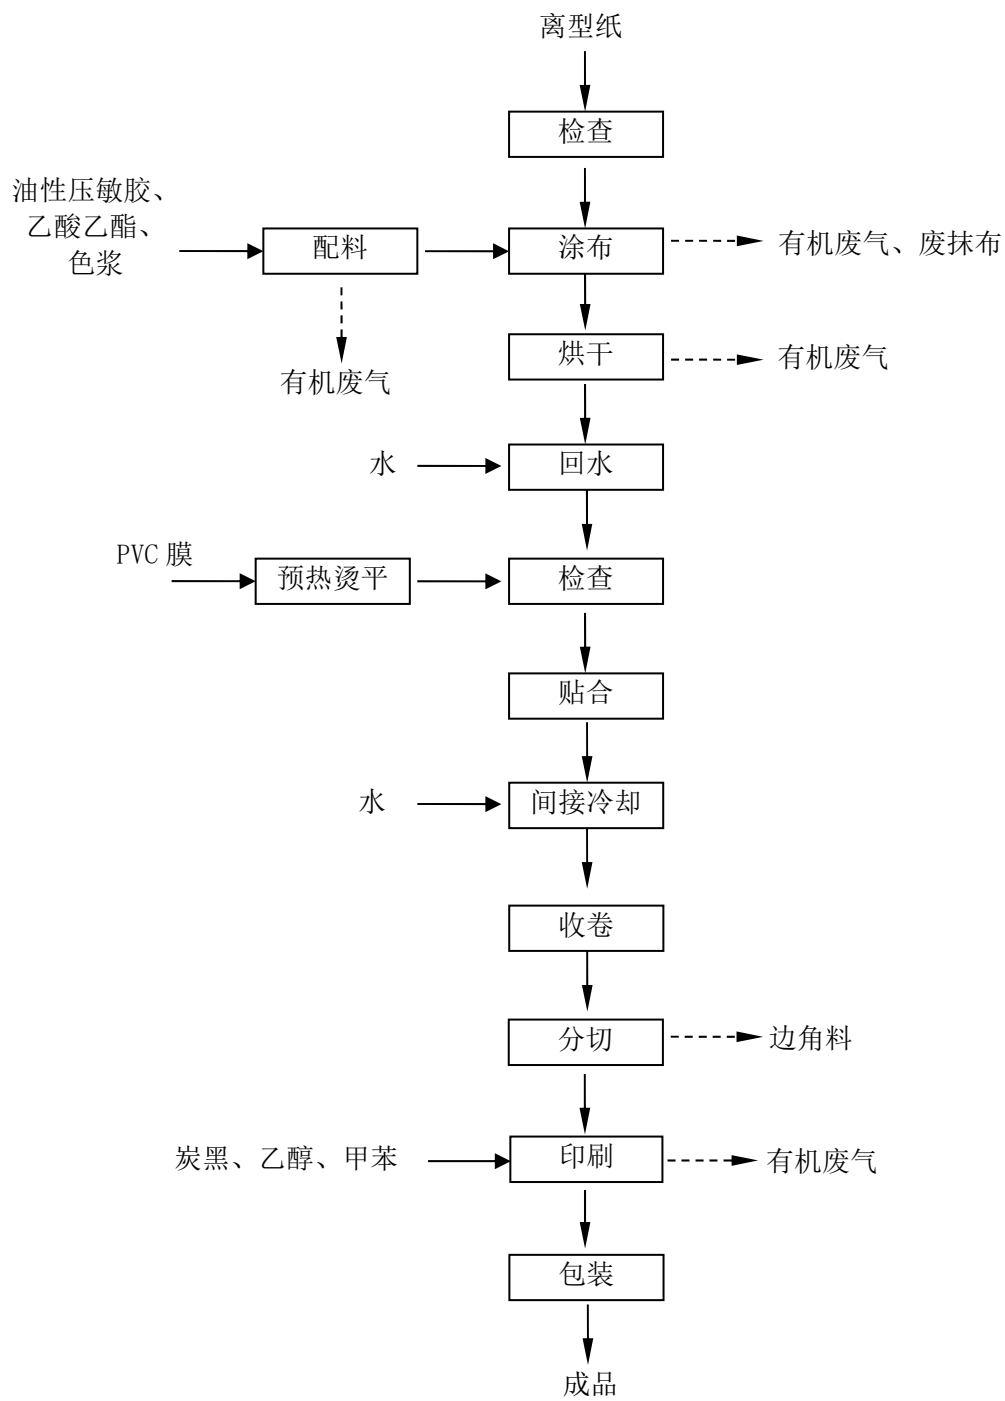 离型纸
检查
油性压敏胶、
乙酸乙酯、
色浆
配料
涂布
有机废气、废抹布
有机废气
烘干
有机废气
水
回水
PVC 膜
预热烫平
检查
贴合
水
间接冷却
收卷
分切
边角料
炭黑、乙醇、甲苯
印刷
有机废气
包装
成品